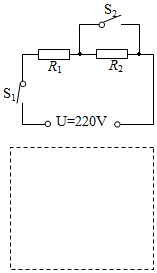 S₂
R₁ R₂
S₁
U=220V